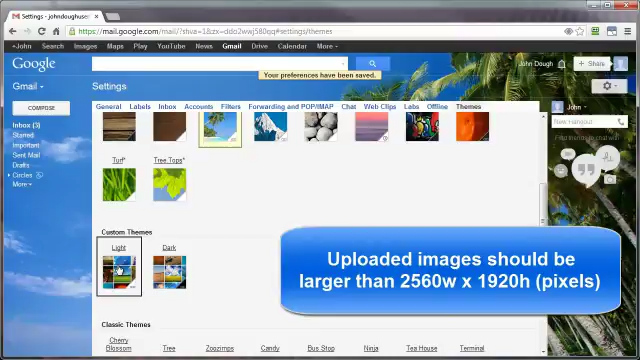 Settings - johndoughuser
https://mail.google.com/mail/?shva=1&zx=ddo2wwj580qq#settings/themes
+John Search Images Maps Play YouTube News Gmail Drive Calendar More
Google
John Dough
+ Share
Your preferences have been saved.
Gmail
Settings
COMPOSE
General Labels Inbox Accounts Filters Forwarding and POP/IMAP Chat Web Clips Labs Offline Themes
John
New Hangout
Inbox (3)
Starred
Important
Sent Mail
Drafts
Circles
More
Turf*
Tree Tops*
Custom Themes
Light
Dark
Uploaded images should be
larger than 2560w x 1920h (pixels)
Classic Themes
Cherry Blossom
Tree
Zoozimps
Candy
Bus Stop
Ninja
Tea House
Terminal